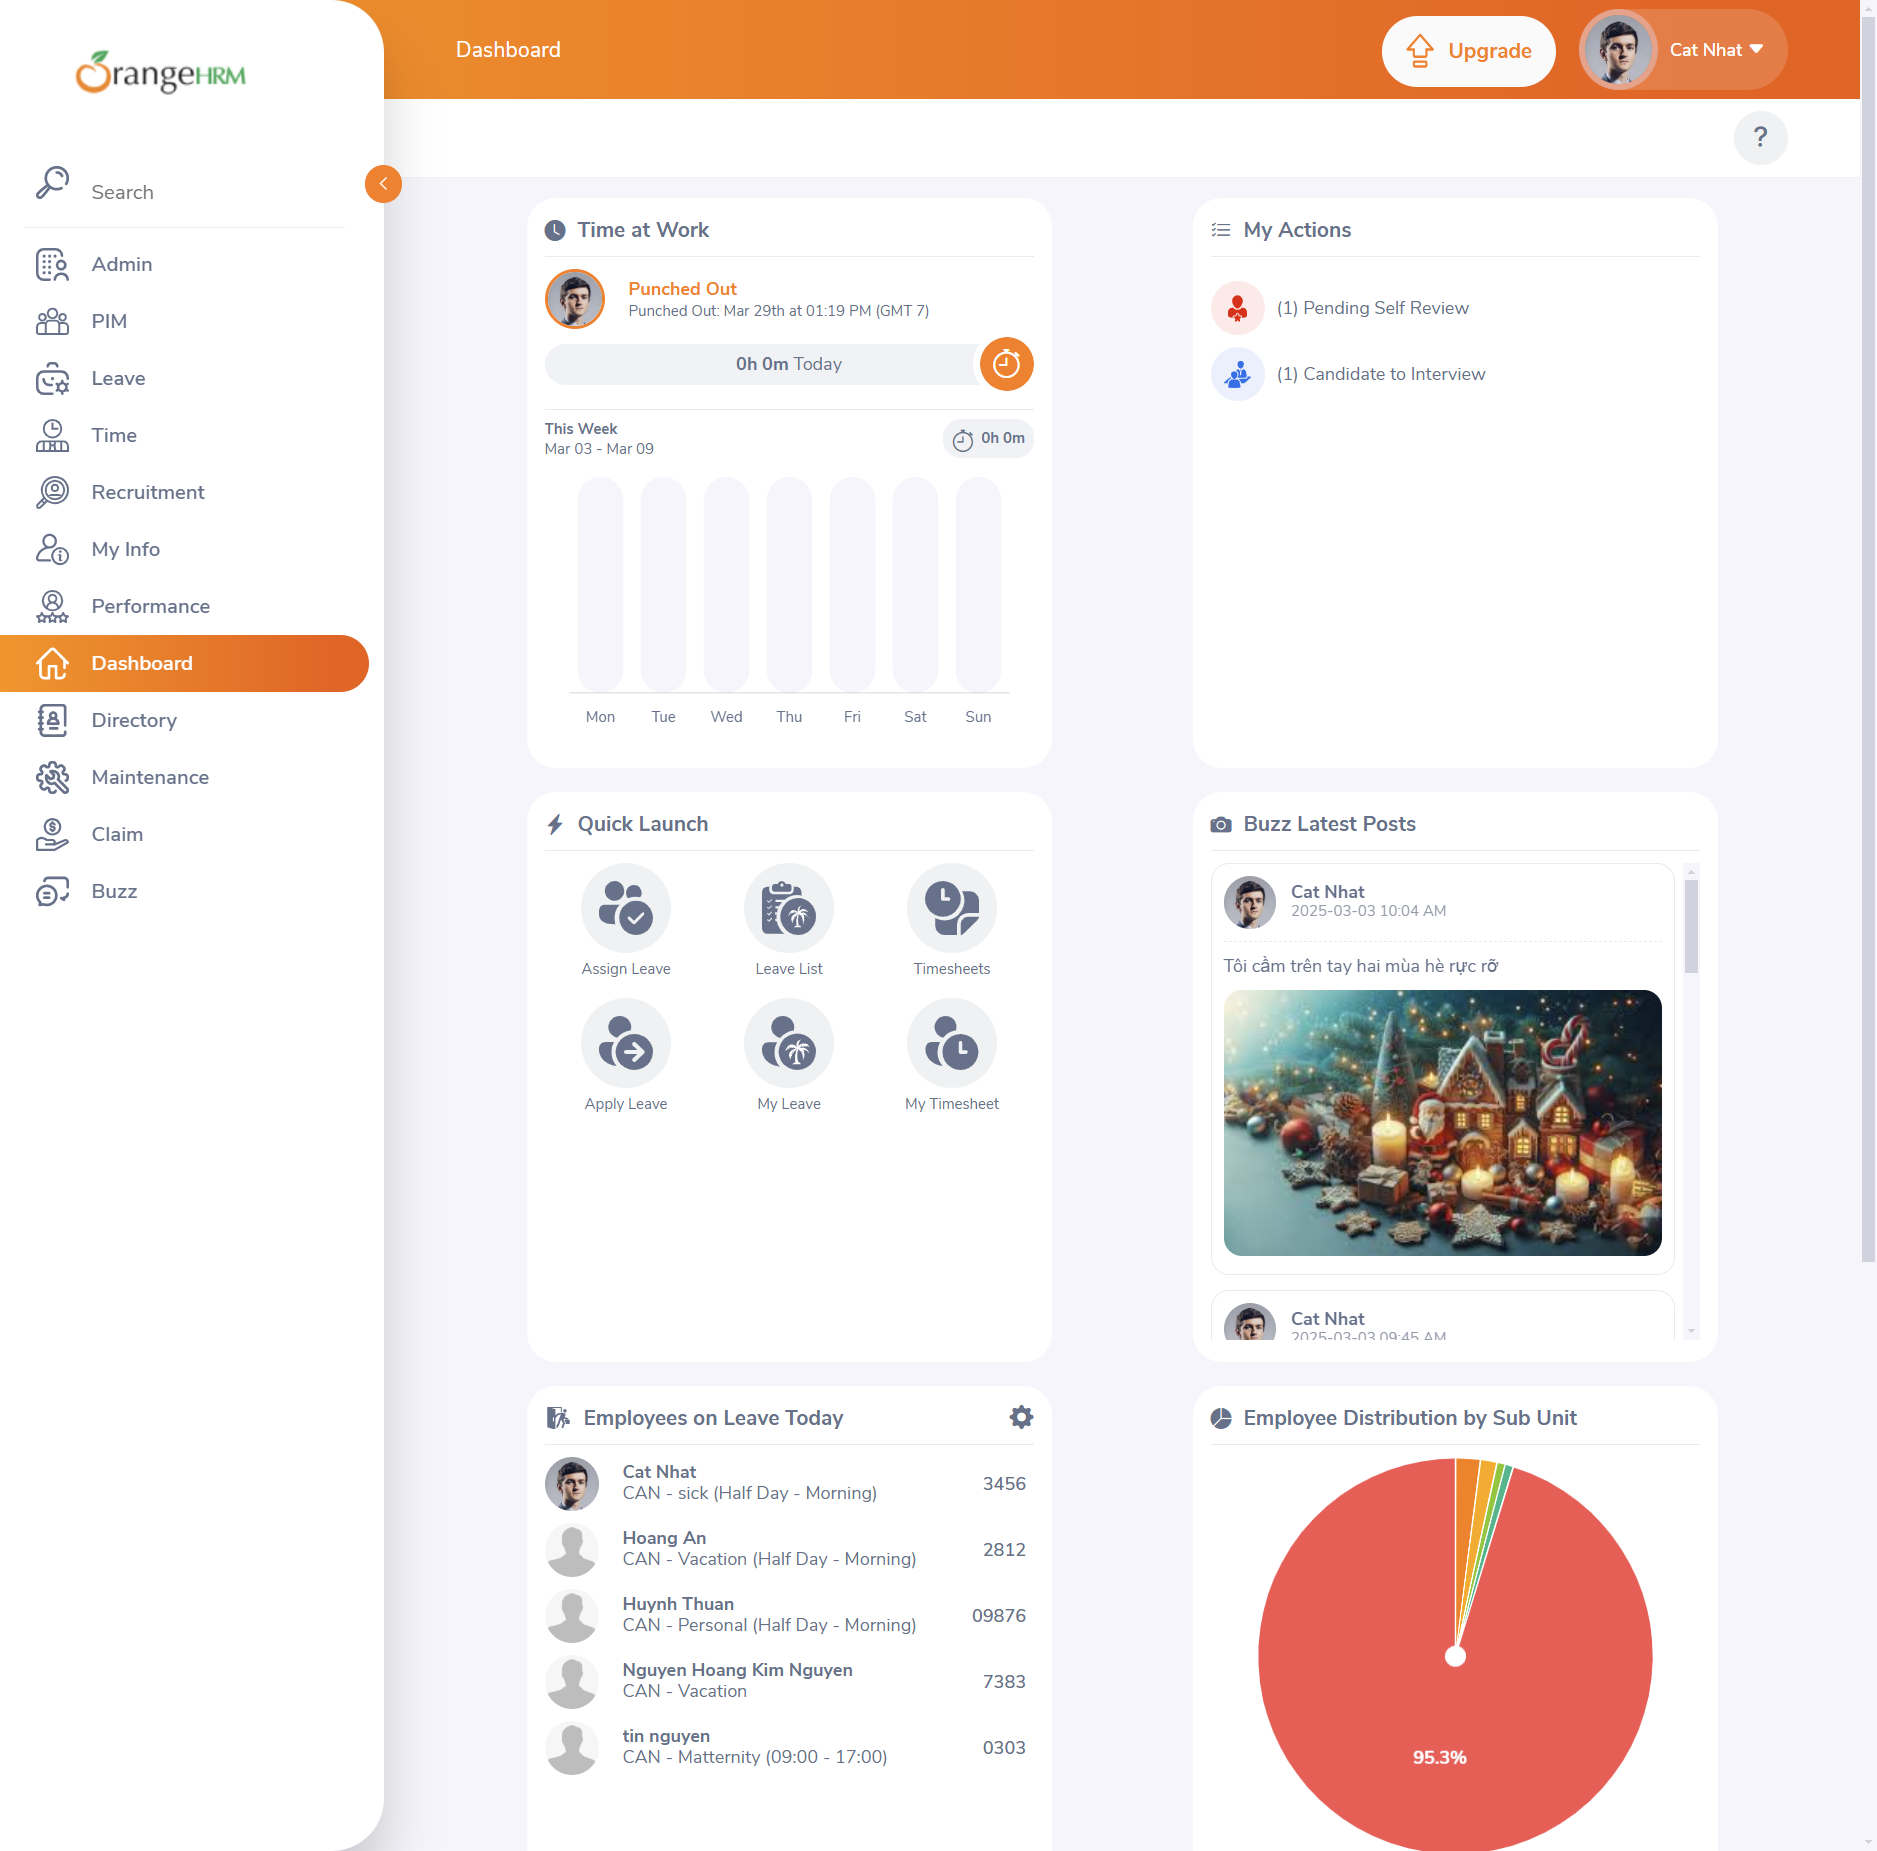 OrangeHRM
Dashboard
Upgrade
Cat Nhat
?
Search
Admin
PIM
Leave
Time
Recruitment
My Info
Performance
Dashboard
Directory
Maintenance
Claim
Buzz
Time at Work
Punched Out
Punched Out: Mar 29th at 01:19 PM (GMT 7)
0h 0m Today
This Week
Mar 03 - Mar 09
0h 0m
Mon Tue Wed Thu Fri Sat Sun
My Actions
(1) Pending Self Review
(1) Candidate to Interview
Quick Launch
Assign Leave
Leave List
Timesheets
Apply Leave
My Leave
My Timesheet
Buzz Latest Posts
Cat Nhat
2025-03-03 10:04 AM
Tôi cầm trên tay hai mùa hè rực rỡ
Cat Nhat
2025-03-03 09:45 AM
Employees on Leave Today
Cat Nhat
CAN - sick (Half Day - Morning)
3456
Hoang An
CAN - Vacation (Half Day - Morning)
2812
Huynh Thuan
CAN - Personal (Half Day - Morning)
09876
Nguyen Hoang Kim Nguyen
CAN - Vacation
7383
tin nguyen
CAN - Matternity (09:00 - 17:00)
0303
Employee Distribution by Sub Unit
95.3%